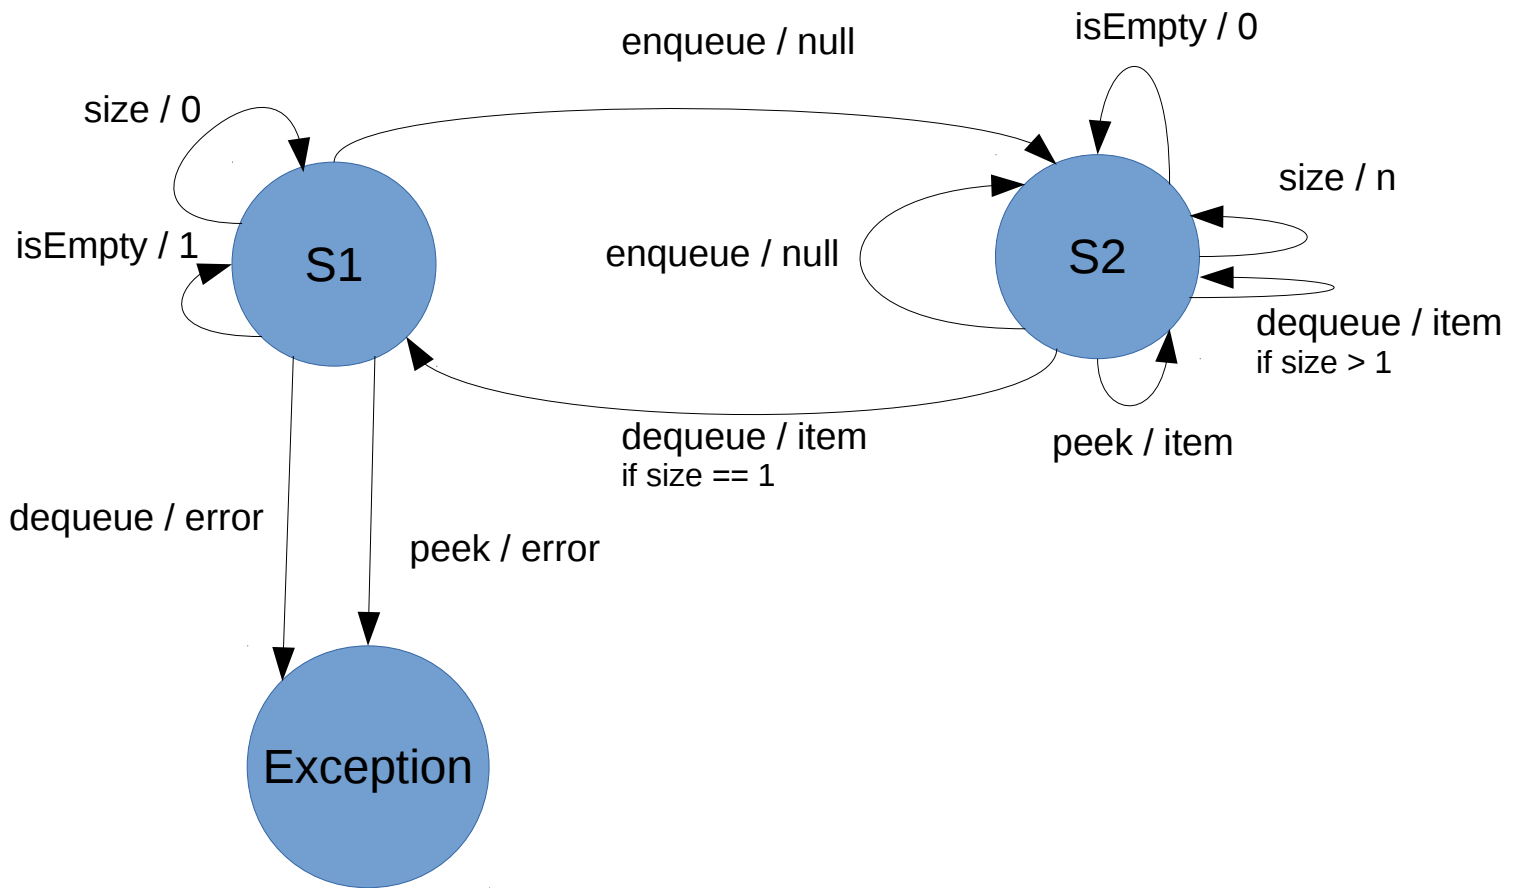 isEmpty / 0
enqueue / null
size / 0
size / n
isEmpty / 1
S1
enqueue / null
S2
dequeue / item
if size > 1
dequeue / item
if size == 1
peek / item
dequeue / error
peek / error
Exception